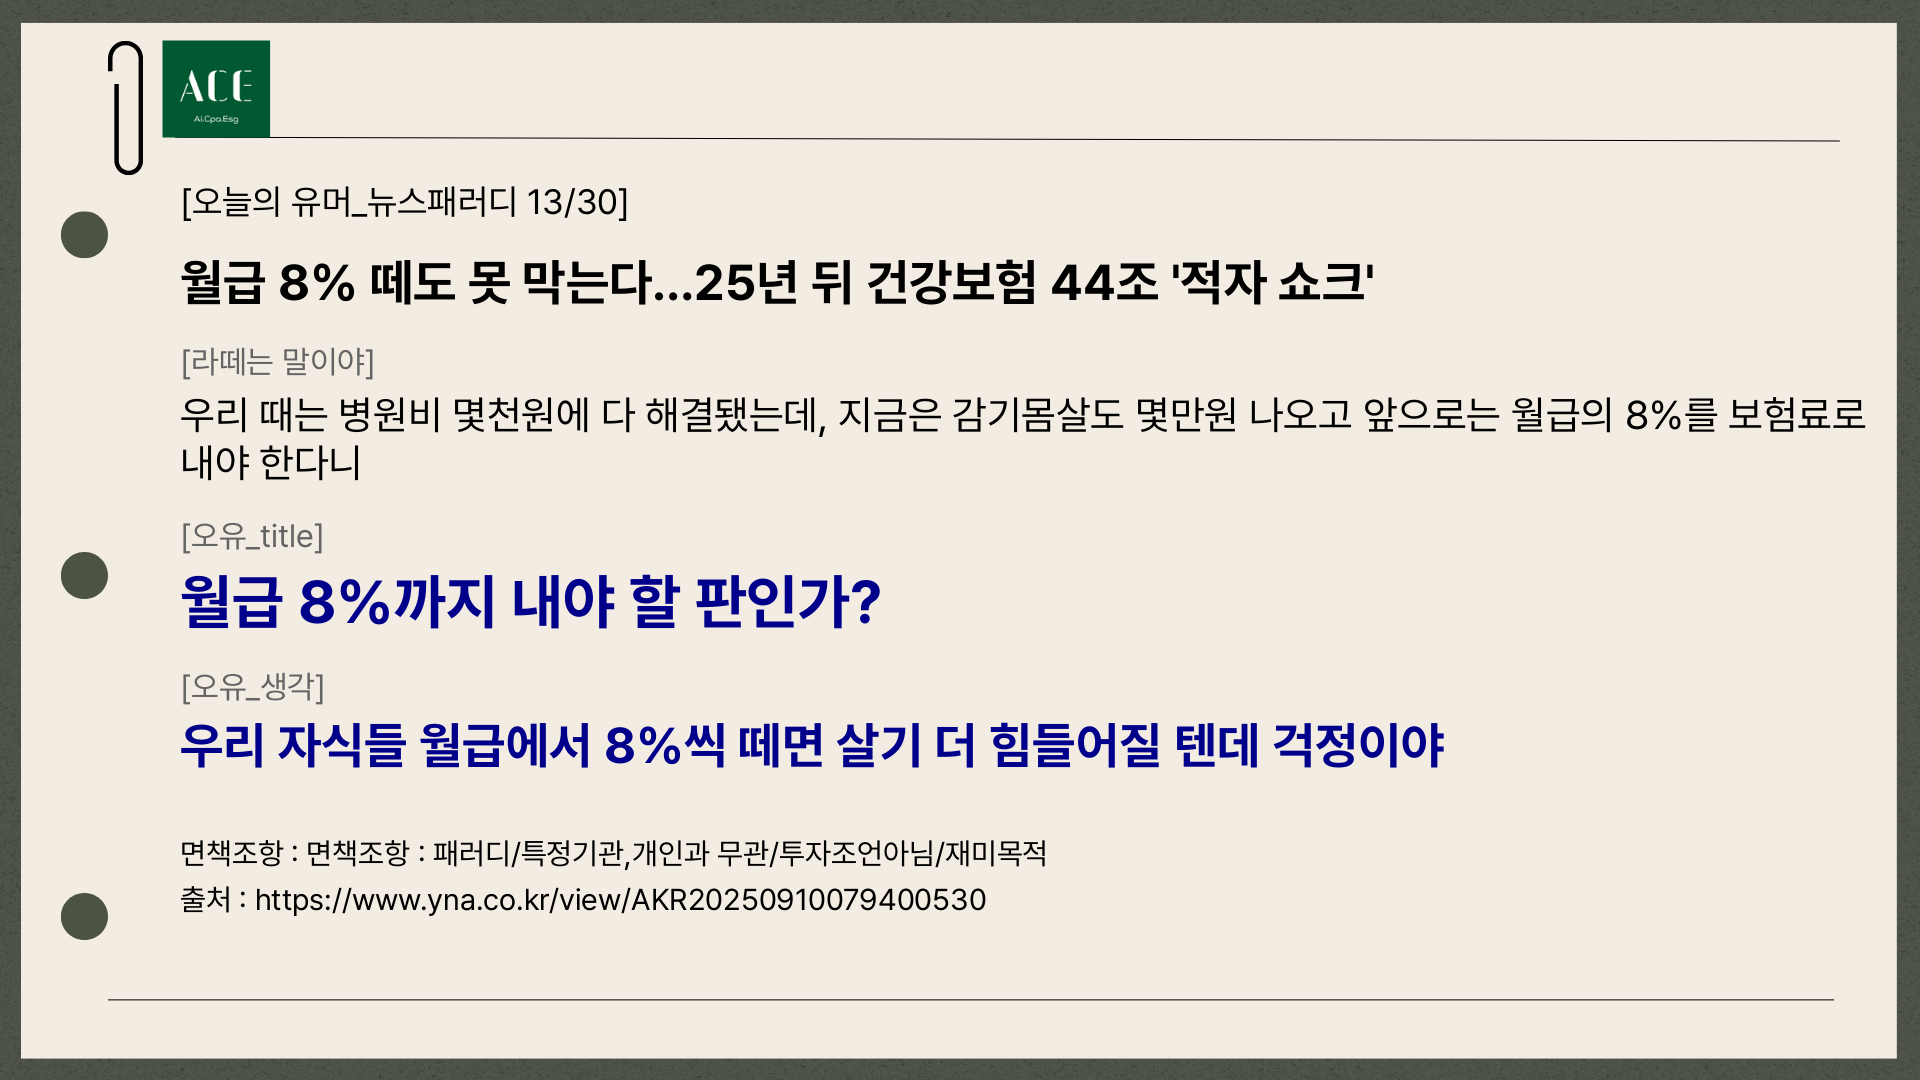 ACE
Ai.Cpa.Esg
[오늘의 유머_뉴스패러디 13/30]
월급 8% 떼도 못 막는다...25년 뒤 건강보험 44조 '적자 쇼크'
[라떼는 말이야]
우리 때는 병원비 몇천원에 다 해결됐는데, 지금은 감기몸살도 몇만원 나오고 앞으로는 월급의 8%를 보험료로
내야 한다니
[오유_title]
월급 8%까지 내야 할 판인가?
[오유_생각]
우리 자식들 월급에서 8%씩 떼면 살기 더 힘들어질 텐데 걱정이야
면책조항 : 면책조항 : 패러디/특정기관,개인과 무관/투자조언아님/재미목적
출처 : https://www.yna.co.kr/view/AKR20250910079400530